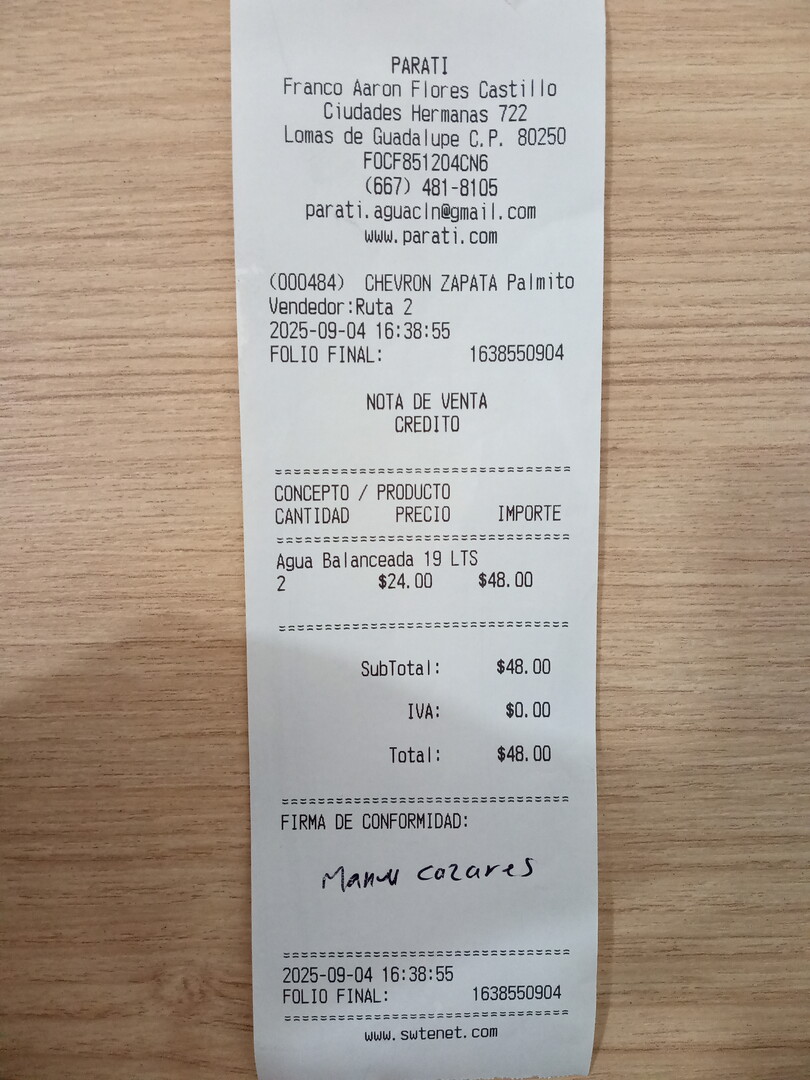 PARATI
Franco Aaron Flores Castillo
Ciudades Hermanas 722
Lomas de Guadalupe C.P. 80250
FOCF851204CN6
(667) 481-8105
parati.aguacln@gmail.com
www.parati.com
(000484) CHEVRON ZAPATA Palmito
Vendedor:Ruta 2
2025-09-04 16:38:55
FOLIO FINAL: 1638550904
NOTA DE VENTA
CREDITO
================================
CONCEPTO / PRODUCTO
CANTIDAD PRECIO IMPORTE
================================
Agua Balanceada 19 LTS
2 $24.00 $48.00
================================
SubTotal: $48.00
IVA: $0.00
Total: $48.00
================================
FIRMA DE CONFORMIDAD:
Manuel Cazares
================================
2025-09-04 16:38:55
FOLIO FINAL: 1638550904
================================
www.swtenet.com